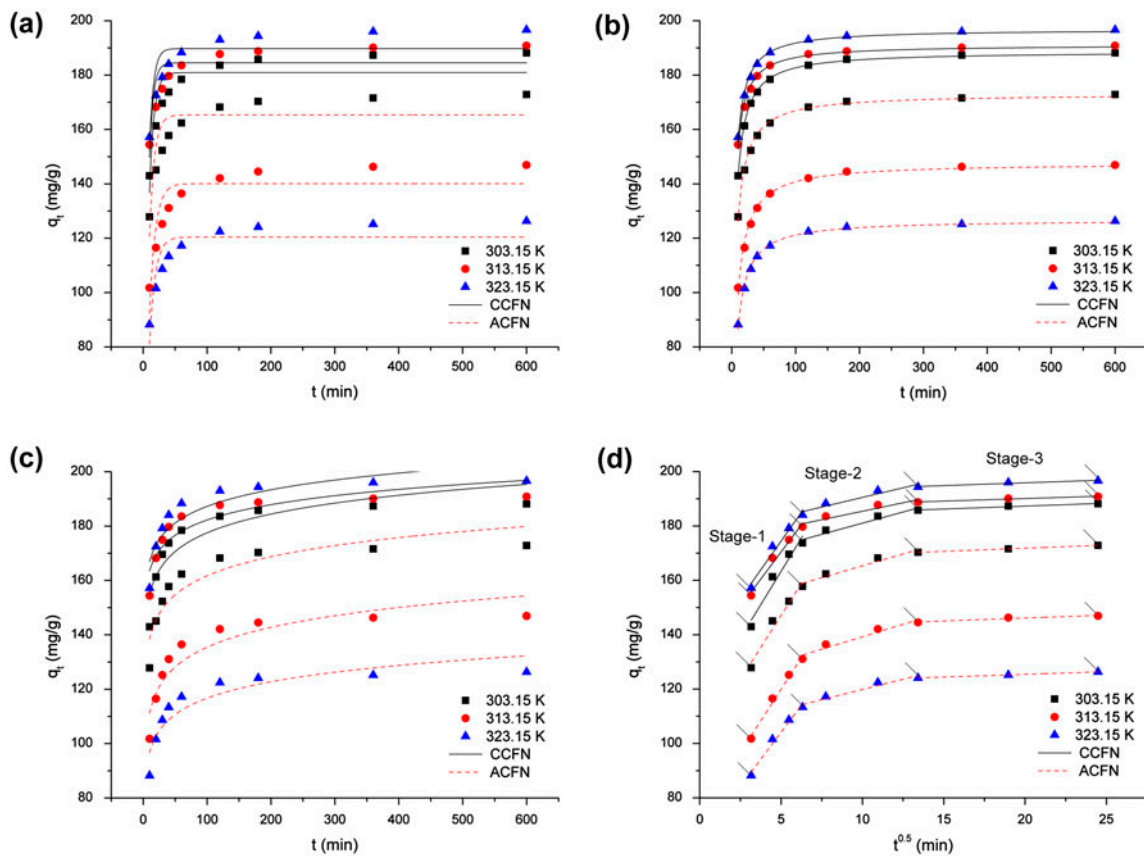 (a)
200
180
160
140
120
100
80
qt (mg/g)
303.15 K
313.15 K
323.15 K
CCFN
ACFN
0 100 200 300 400 500 600
t (min)
(b)
200
180
160
140
120
100
80
qt (mg/g)
303.15 K
313.15 K
323.15 K
CCFN
ACFN
0 100 200 300 400 500 600
t (min)
(c)
200
180
160
140
120
100
80
qt (mg/g)
303.15 K
313.15 K
323.15 K
CCFN
ACFN
0 100 200 300 400 500 600
t (min)
(d)
200
180
160
140
120
100
80
qt (mg/g)
Stage-1
Stage-2
Stage-3
303.15 K
313.15 K
323.15 K
CCFN
ACFN
0 5 10 15 20 25
t0.5 (min)